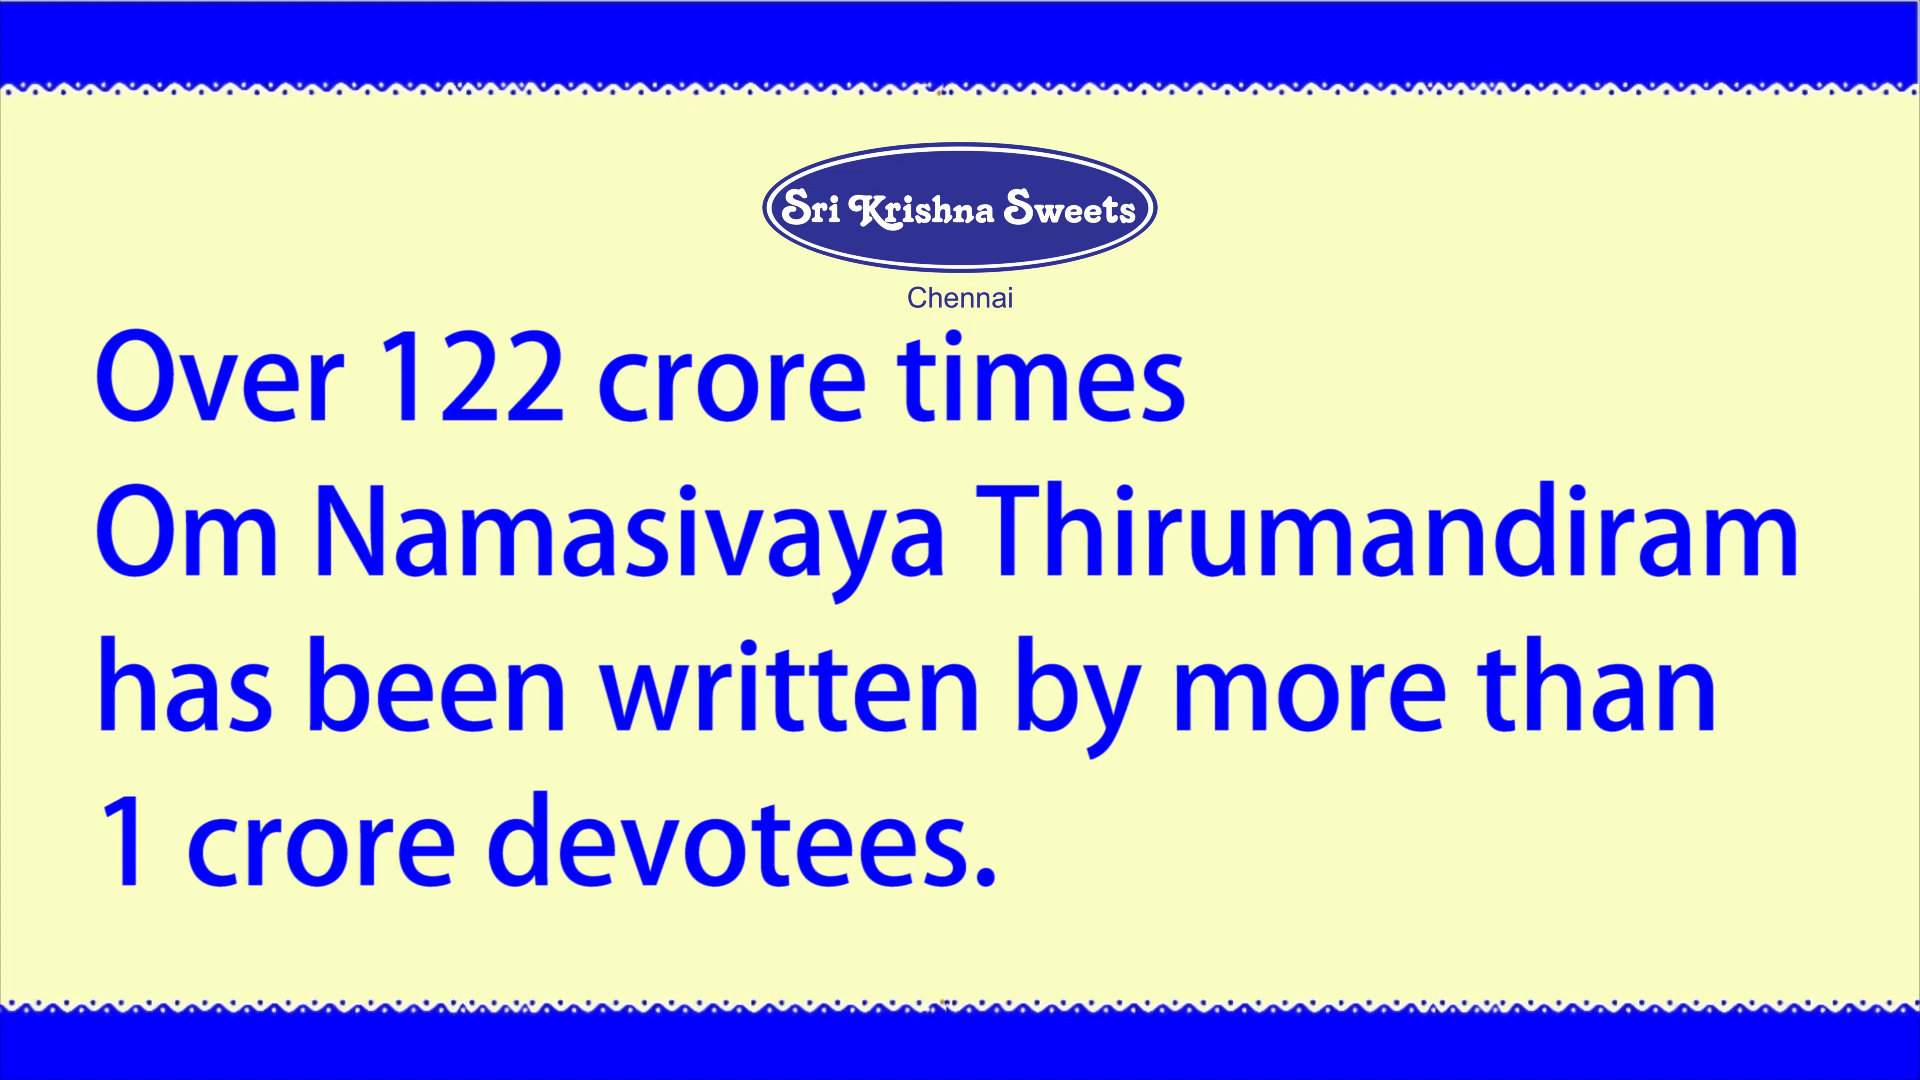 Sri Krishna Sweets
Chennai
Over 122 crore times
Om Namasivaya Thirumandiram
has been written by more than
1 crore devotees.